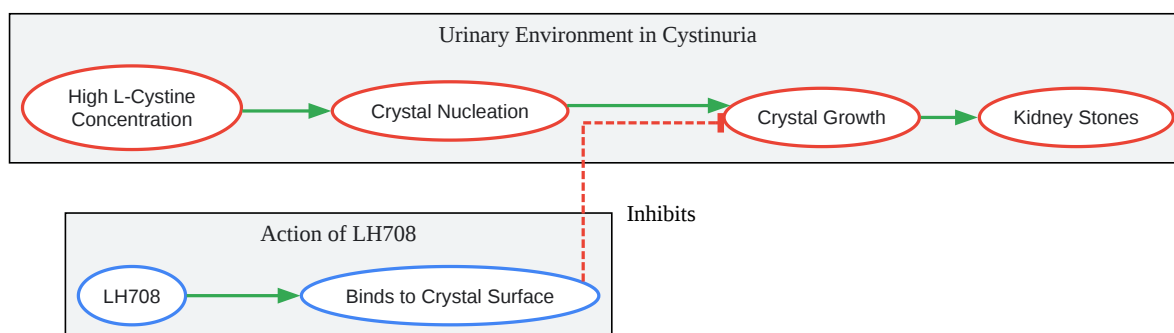 Urinary Environment in Cystinuria
High L-Cystine
Concentration
Crystal Nucleation
Crystal Growth
Kidney Stones
Inhibits
Action of LH708
LH708
Binds to Crystal Surface